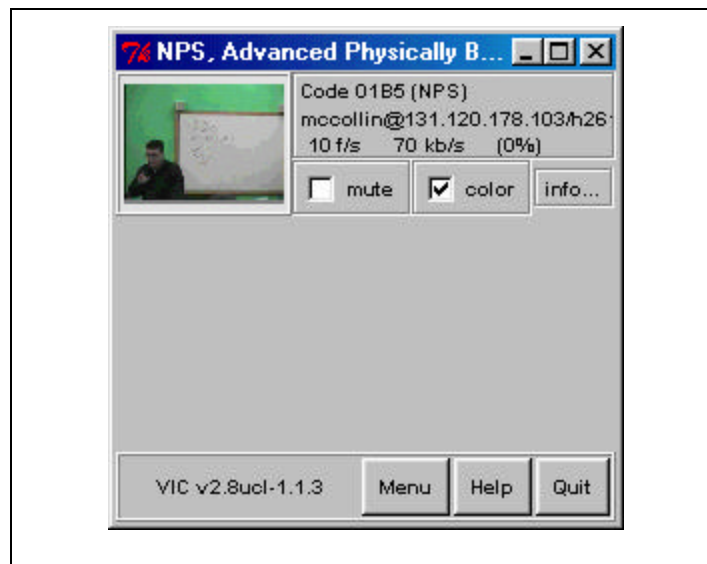 NPS, Advanced Physically B...
Code 01B5 (NPS)
mccollin@131.120.178.103/h26
10 f/s 70 kb/s (0%)
mute color info...
VIC v2.8ucl-1.1.3 Menu Help Quit